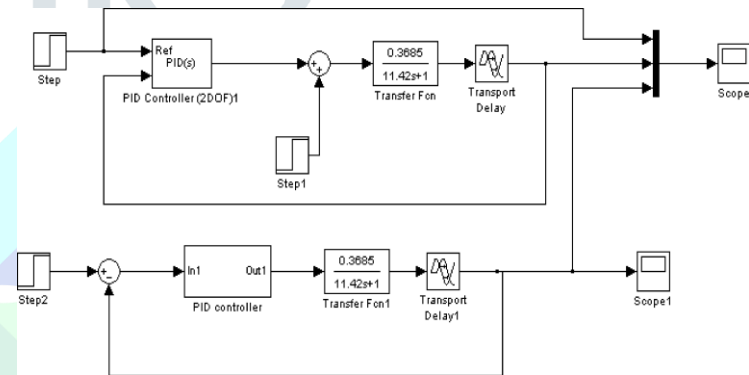 Step
Ref
PID(s)
PID Controller (2DOF)1
+
+
Step1
0.3685
11.42s+1
Transfer Fcn
Transport
Delay
Scope
Step2
+
−
In1
Out1
PID controller
0.3685
11.42s+1
Transfer Fcn1
Transport
Delay1
Scope1